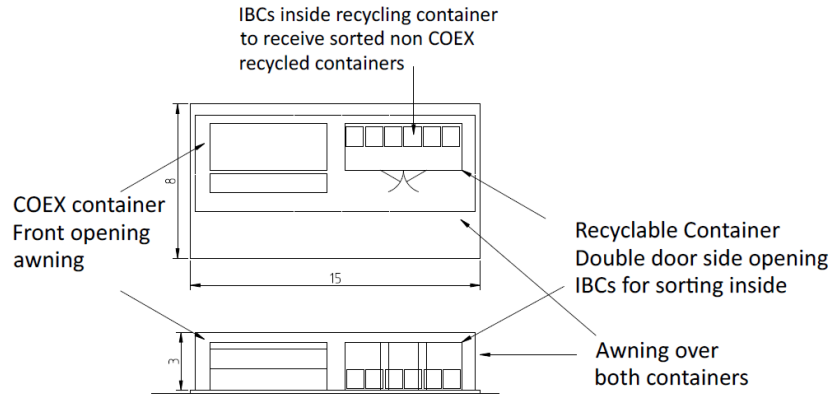 IBCs inside recycling container
to receive sorted non COEX
recycled containers
8
COEX container
Front opening
awning
Recyclable Container
Double door side opening
IBCs for sorting inside
15
3
Awning over
both containers